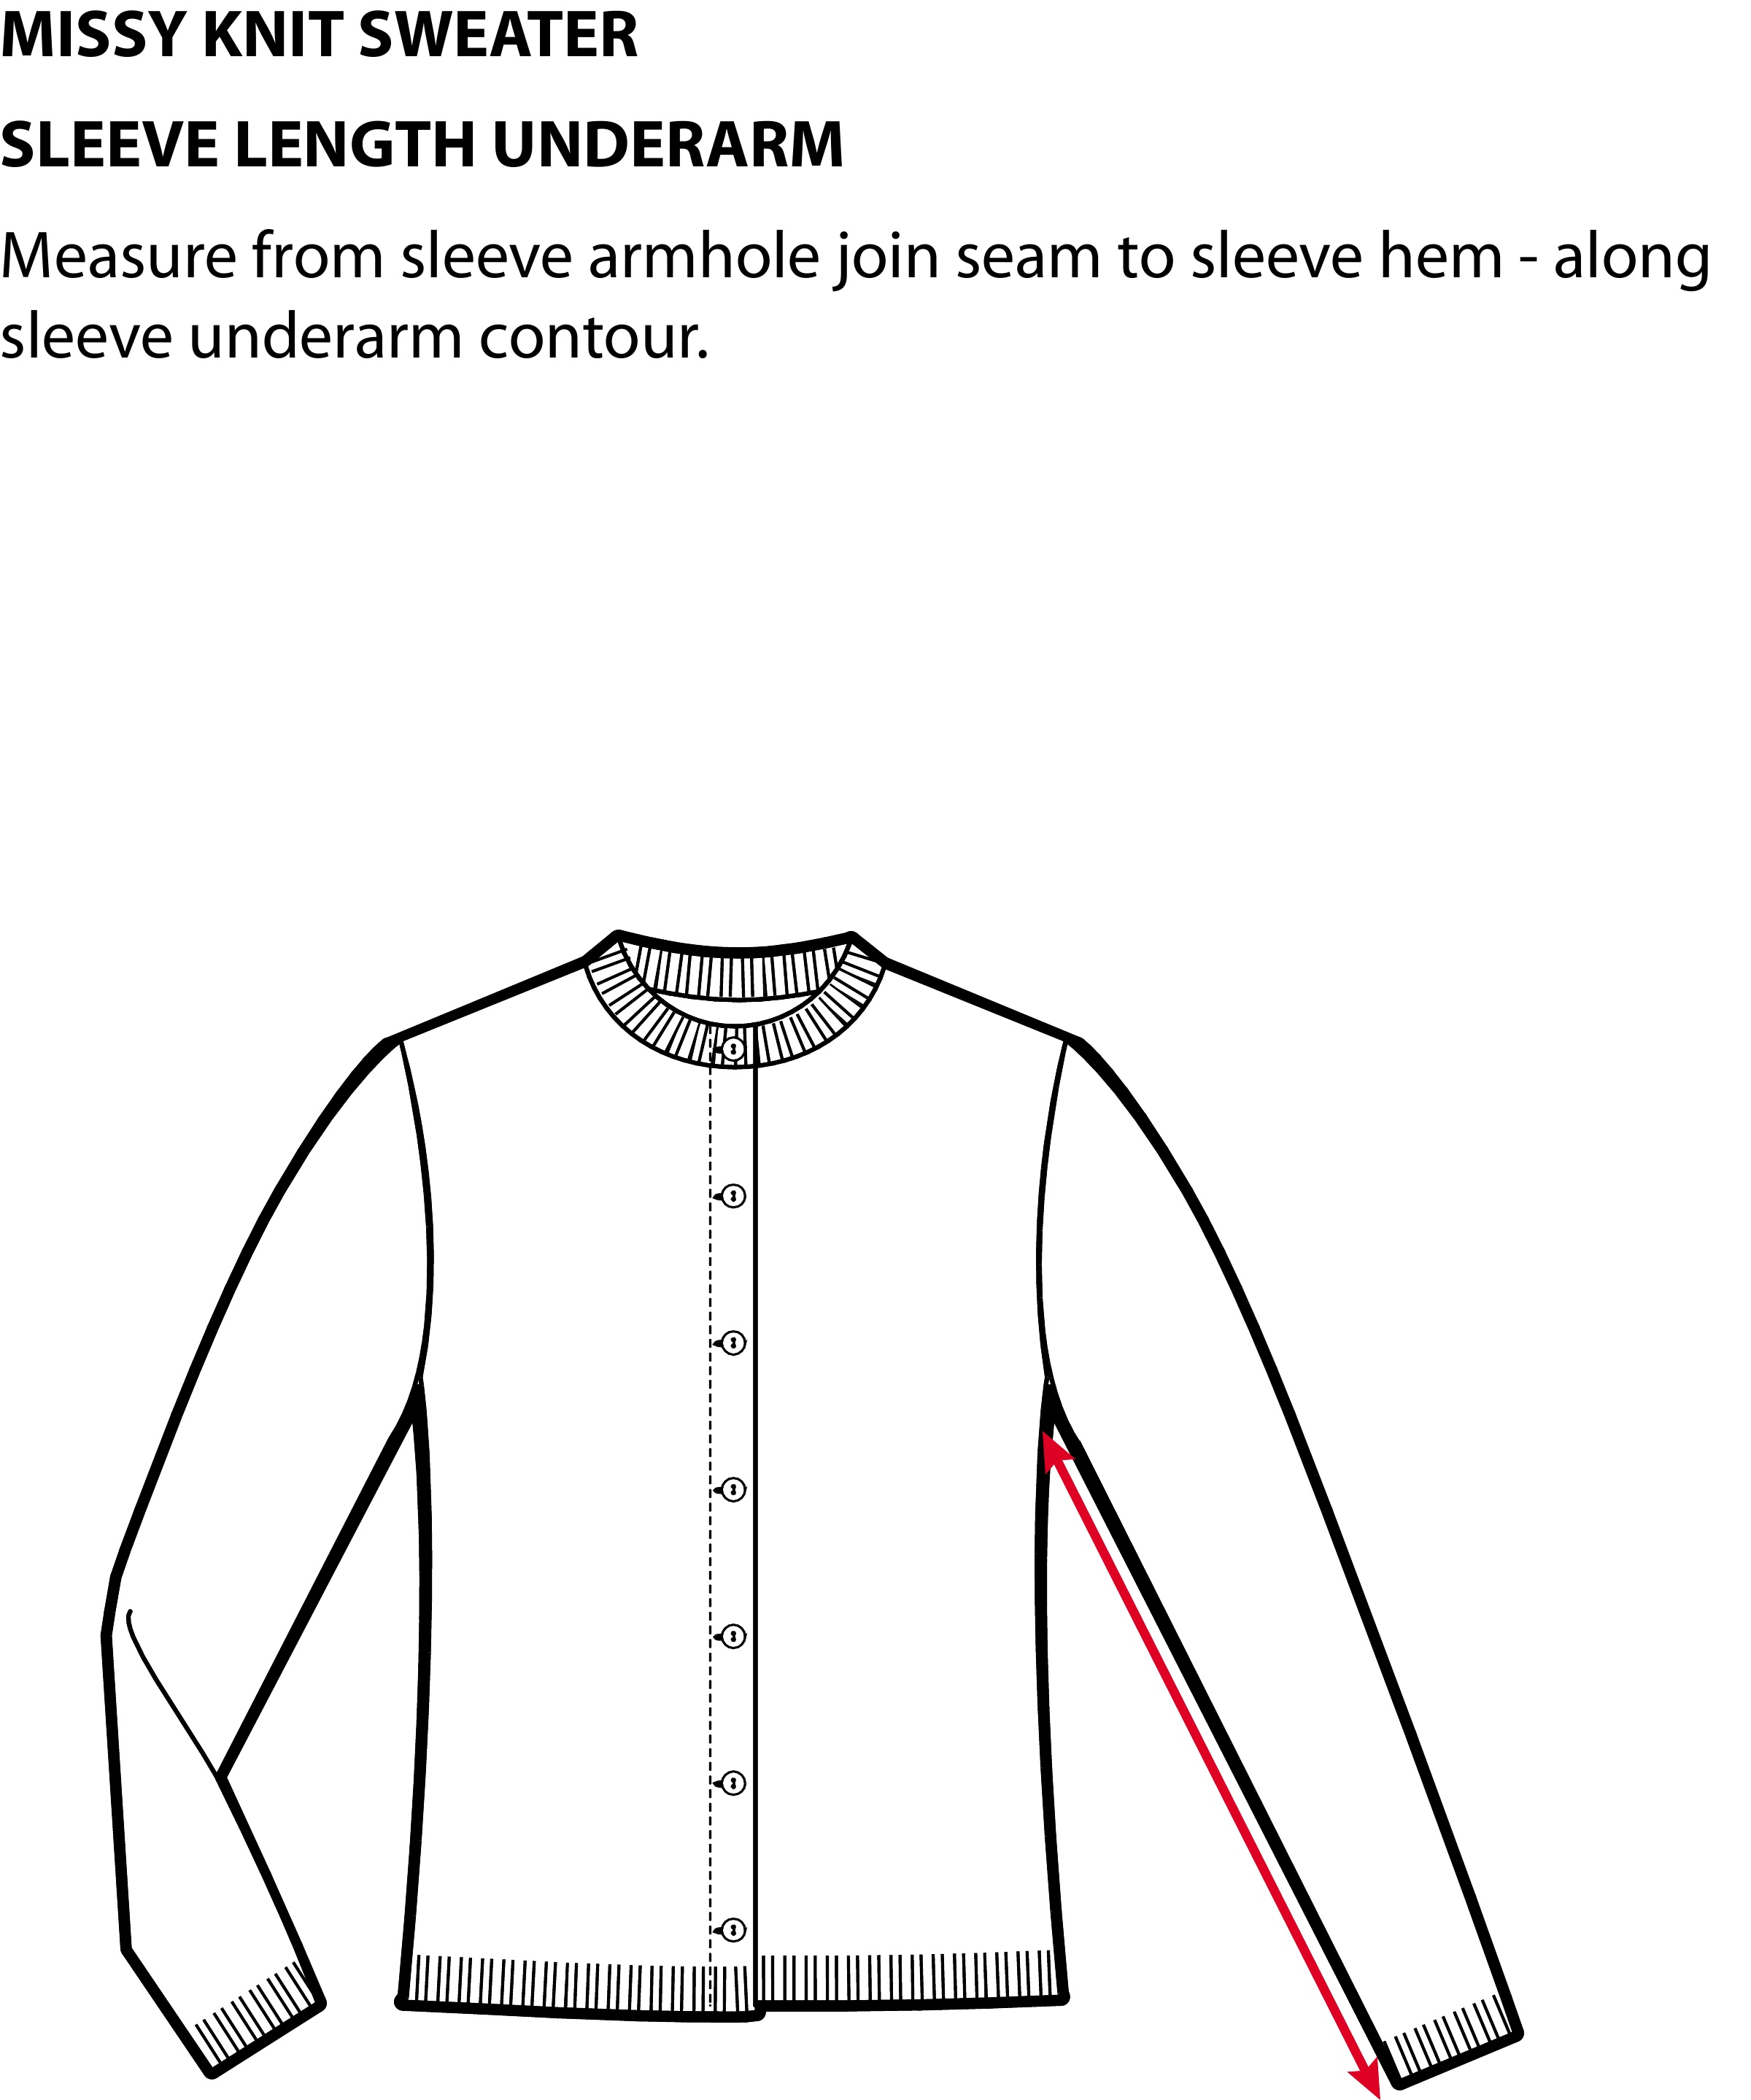 MISSY KNIT SWEATER
SLEEVE LENGTH UNDERARM
Measure from sleeve armhole join seam to sleeve hem - along
sleeve underarm contour.